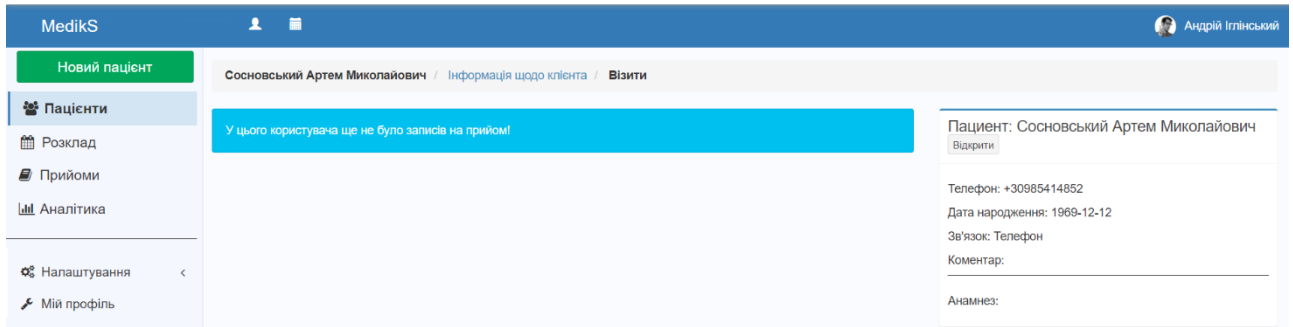 MedikS
Андрій Іглінський
Новий пацієнт
Пацієнти
Розклад
Прийоми
Аналітика
Налаштування
Мій профіль
Сосновський Артем Миколайович / Інформація щодо клієнта / Візити
У цього користувача ще не було записів на прийом!
Пациент: Сосновський Артем Миколайович
Відкрити
Телефон: +30985414852
Дата народження: 1969-12-12
Зв'язок: Телефон
Коментар:
Анамнез: